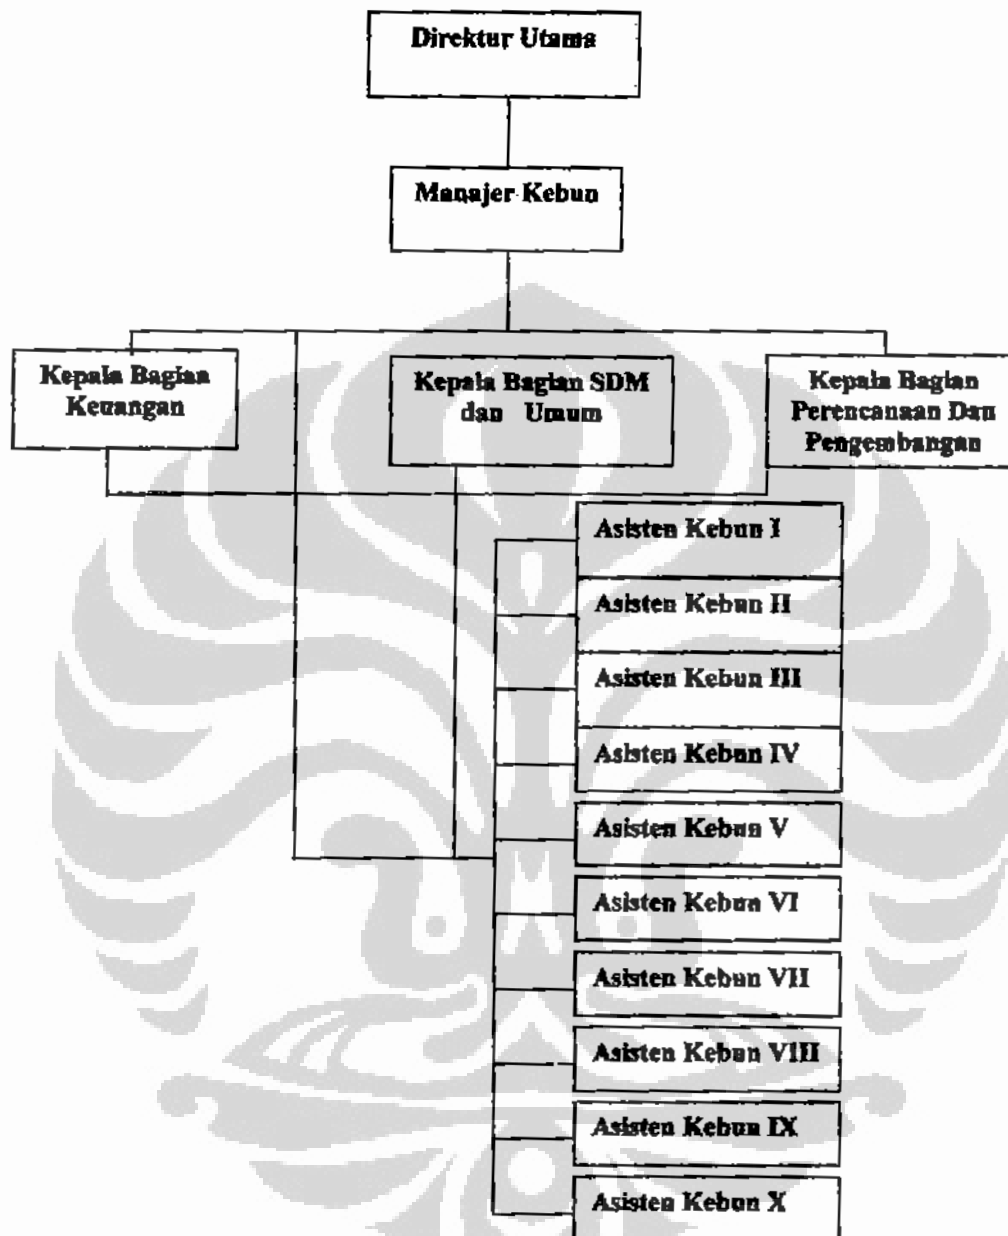 Direktur Utama
Manajer Kebun
Kepala Bagian
Keuangan
Kepala Bagian SDM
dan Umum
Kepala Bagian
Perencanaan Dan
Pengembangan
Asisten Kebun I
Asisten Kebun II
Asisten Kebun III
Asisten Kebun IV
Asisten Kebun V
Asisten Kebun VI
Asisten Kebun VII
Asisten Kebun VIII
Asisten Kebun IX
Asisten Kebun X